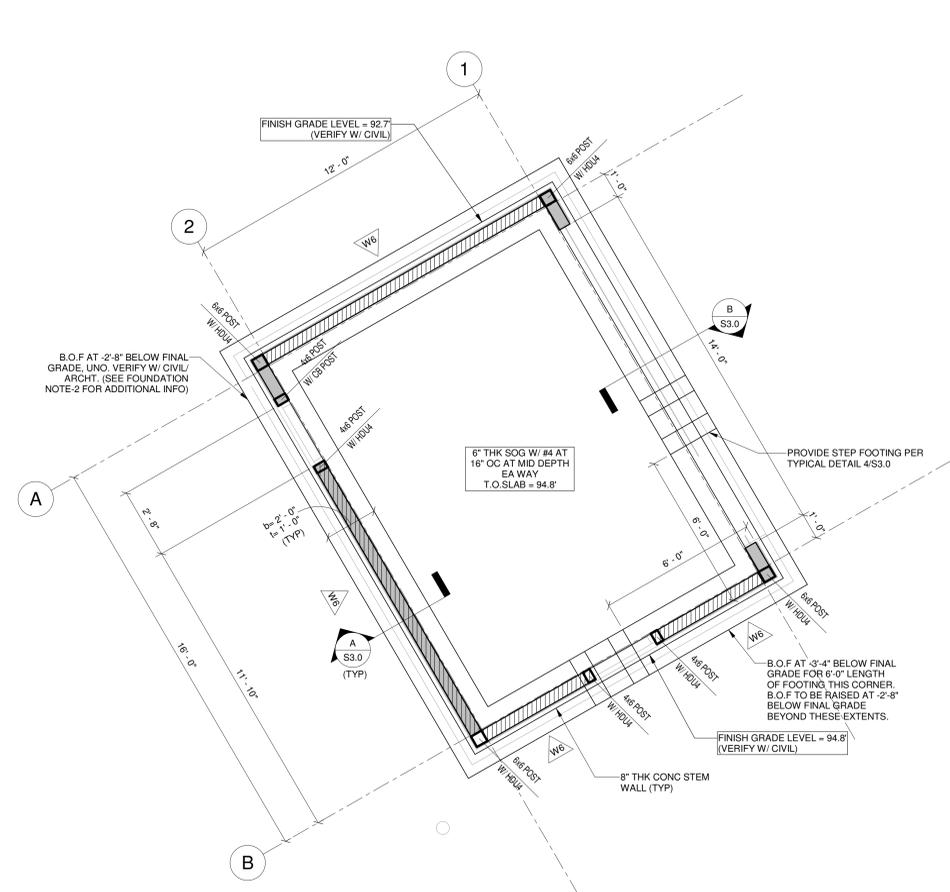 1
FINISH GRADE LEVEL = 92.7'
(VERIFY W/ CIVIL)
12' - 0"
6x6 POST
W/ HDU4
1' - 0"
2
W6
6x6 POST
W/ HDU4
B
S3.0
14' - 0"
B.O.F AT -2'-8" BELOW FINAL
GRADE, UNO. VERIFY W/ CIVIL/
ARCHT. (SEE FOUNDATION
NOTE-2 FOR ADDITIONAL INFO)
4x6 POST
W/ CB POST
4x6 POST
W/ HDU4
6" THK SOG W/ #4 AT
16" OC AT MID DEPTH
EA WAY
T.O.SLAB = 94.8'
PROVIDE STEP FOOTING PER
TYPICAL DETAIL 4/S3.0
A
2' - 8"
b= 2' - 0"
t= 1' - 0"
(TYP)
6' - 0"
6' - 0"
1' - 0"
W6
A
S3.0
(TYP)
6x6 POST
W/ HDU4
W6
16' - 0"
11' - 10"
4x6 POST
W/ HDU4
4x6 POST
W/ HDU4
B.O.F AT -3'-4" BELOW FINAL
GRADE FOR 6'-0" LENGTH
OF FOOTING THIS CORNER.
B.O.F TO BE RAISED AT -2'-8"
BELOW FINAL GRADE
BEYOND THESE EXTENTS.
FINISH GRADE LEVEL = 94.8'
(VERIFY W/ CIVIL)
W6
6x6 POST
W/ HDU4
8" THK CONC STEM
WALL (TYP)
B